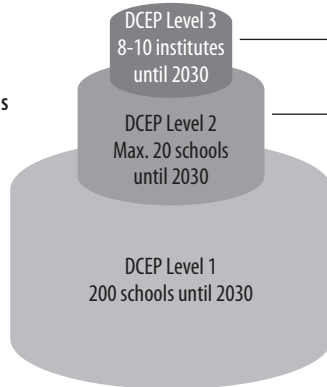 DCEP Level 3
8-10 institutes
until 2030
s
DCEP Level 2
Max. 20 schools
until 2030
DCEP Level 1
200 schools until 2030